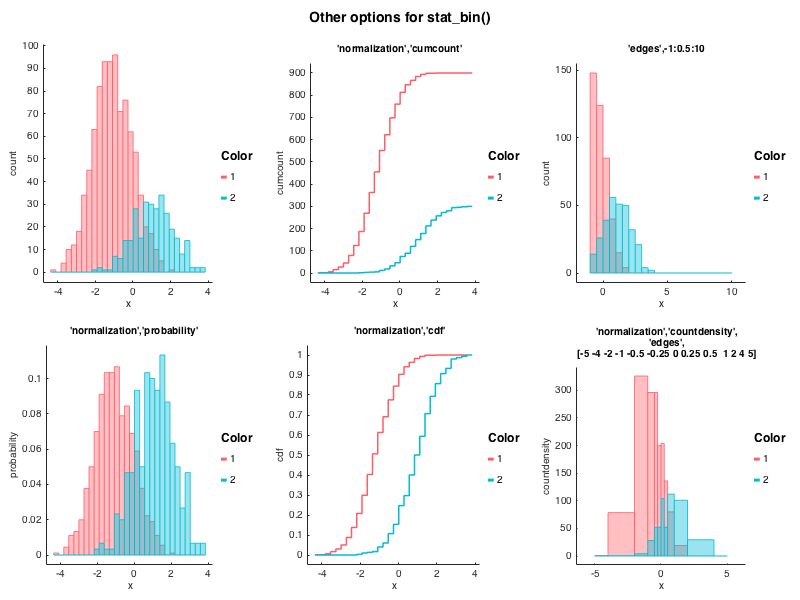 Other options for stat_bin()
100
90
80
70
60
50
40
30
20
10
0
count
-4 -2 0 2 4
x
Color
1
2
'normalization','cumcount'
900
800
700
600
500
400
300
200
100
0
cumcount
-4 -2 0 2 4
x
Color
1
2
'edges',-1:0.5:10
150
100
50
0
count
0 5 10
x
Color
1
2
'normalization','probability'
0.1
0.08
0.06
0.04
0.02
0
probability
-4 -2 0 2 4
x
Color
1
2
'normalization','cdf'
1
0.9
0.8
0.7
0.6
0.5
0.4
0.3
0.2
0.1
0
cdf
-4 -2 0 2 4
x
Color
1
2
'normalization','countdensity',
'edges',
[-5 -4 -2 -1 -0.5 -0.25 0 0.25 0.5 1 2 4 5]
300
250
200
150
100
50
0
countdensity
-5 0 5
x
Color
1
2